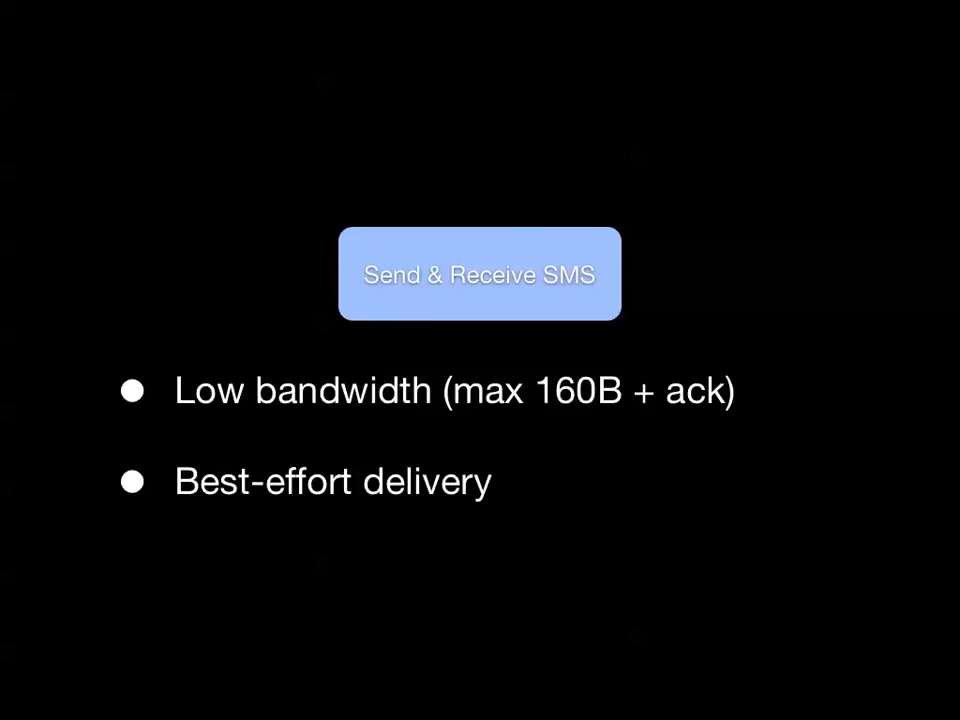 Send & Receive SMS
● Low bandwidth (max 160B + ack)
● Best-effort delivery